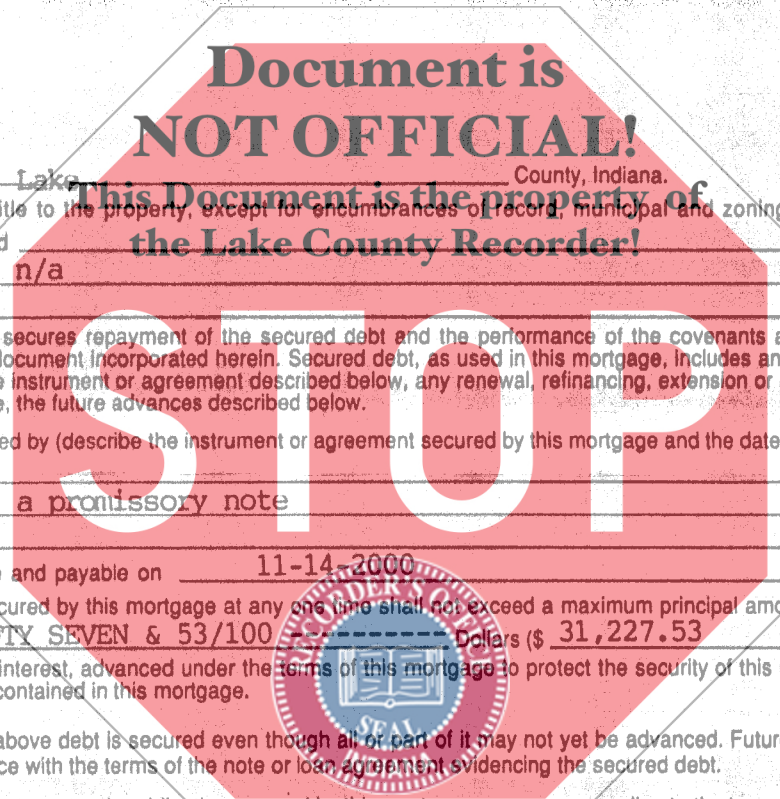 Document is
NOT OFFICIAL!
Lake County, Indiana.
This Document is the property of
itle to the property, except for encumbrances of record, municipal and zoning
d
the Lake County Recorder!
n/a
secures repayment of the secured debt and the performance of the covenants a
document incorporated herein. Secured debt, as used in this mortgage, includes an
e instrument or agreement described below, any renewal, refinancing, extension or
e, the future advances described below.
ed by (describe the instrument or agreement secured by this mortgage and the date
STOP
a promissory note
and payable on 11-14-2000
cured by this mortgage at any one time shall not exceed a maximum principal amo
TY SEVEN & 53/100 ---------- Dollars ($ 31,227.53
interest, advanced under the terms of this mortgage to protect the security of this
contained in this mortgage.
RECORDER'S OFFICE
SEAL
above debt is secured even though all or part of it may not yet be advanced. Futur
ce with the terms of the note or loan agreement evidencing the secured debt.